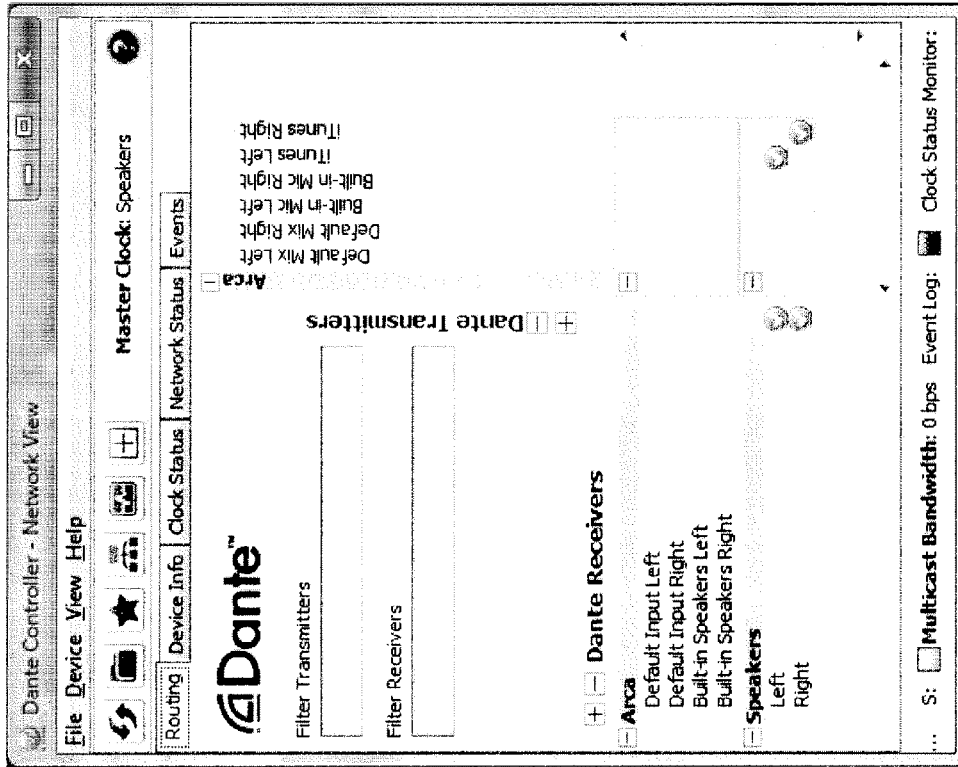 Dante Controller - Network View
File Device View Help
Master Clock: Speakers
Routing Device Info Clock Status Network Status Events
Dante™
Filter Transmitters
Filter Receivers
Dante Transmitters
Arca
Default Mix Left
Default Mix Right
Built-in Mic Left
Built-in Mic Right
iTunes Left
iTunes Right
Dante Receivers
Arca
Default Input Left
Default Input Right
Built-in Speakers Left
Built-in Speakers Right
Speakers
Left
Right
... S: Multicast Bandwidth: 0 bps Event Log: Clock Status Monitor: